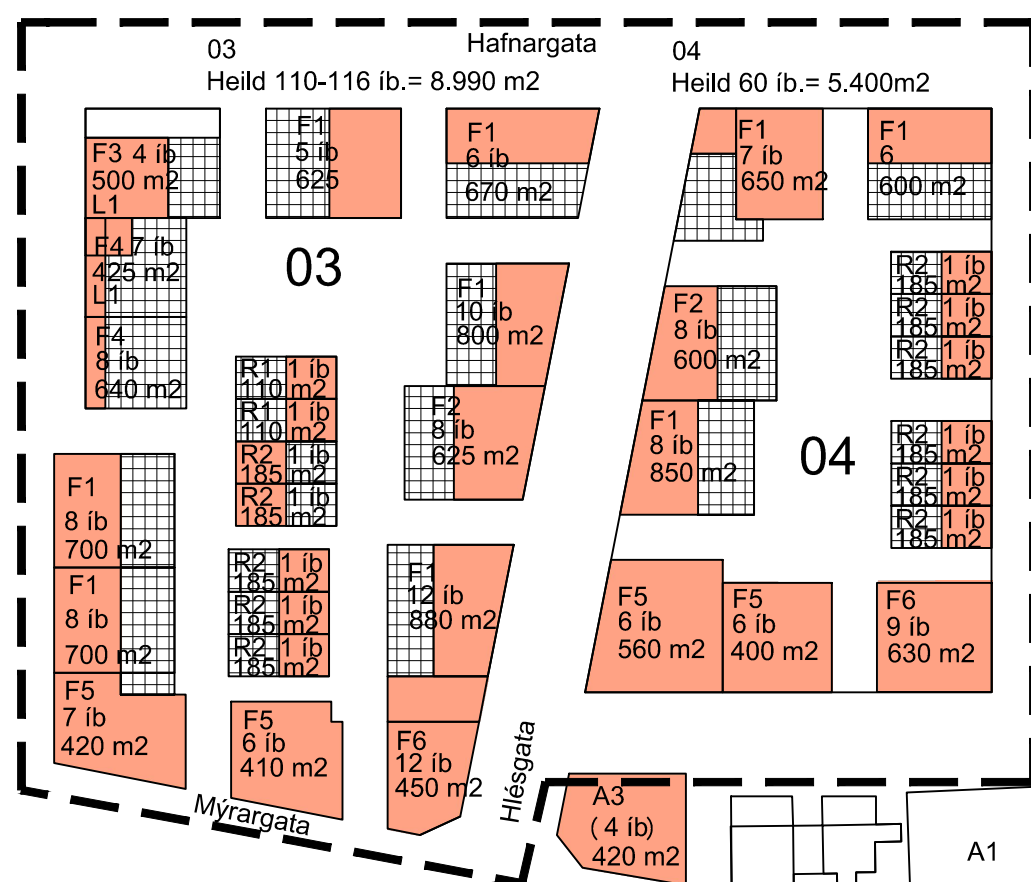 Hafnargata
03
Heild 110-116 íb.= 8.990 m2
04
Heild 60 íb.= 5.400m2
F3 4 íb
500 m2
L1
F4 7 íb
425 m2
L1
F4
8 íb
640 m2
F1
5 íb
625
F1
6 íb
670 m2
03
F1
10 íb
800 m2
F2
8 íb
625 m2
R1 1 íb
110 m2
R1 1 íb
110 m2
R2 1 íb
185 m2
R2 1 íb
185 m2
F1
8 íb
700 m2
F1
8 íb
700 m2
F5
7 íb
420 m2
R2 1 íb
185 m2
R2 1 íb
185 m2
R2 1 íb
185 m2
F5
6 íb
410 m2
F1
12 íb
880 m2
F6
12 íb
450 m2
Mýrargata
Hlésgata
F1
7 íb
650 m2
F1
6
600 m2
R2 1 íb
185 m2
R2 1 íb
185 m2
R2 1 íb
185 m2
F2
8 íb
600 m2
F1
8 íb
850 m2
04
R2 1 íb
185 m2
R2 1 íb
185 m2
R2 1 íb
185 m2
F5
6 íb
560 m2
F5
6 íb
400 m2
F6
9 íb
630 m2
A3
( 4 íb)
420 m2
A1